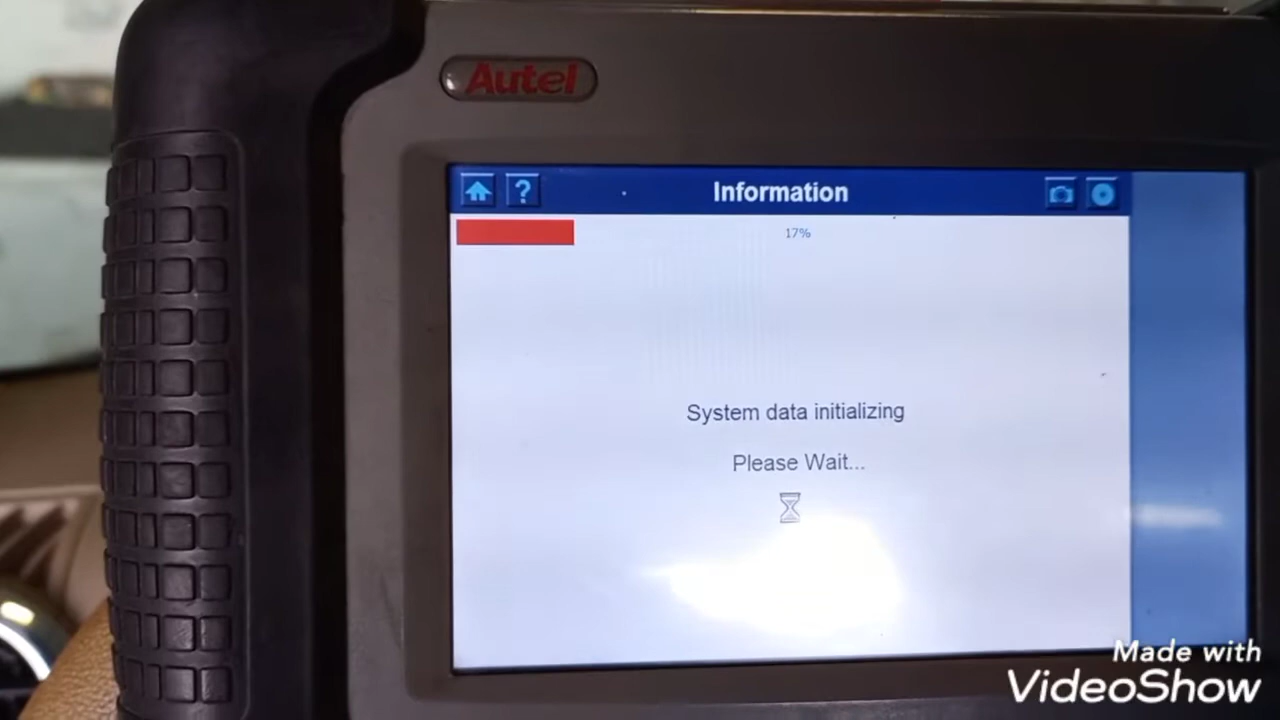 Autel
?
Information
17%
System data initializing
Please Wait...
Made with
VideoShow